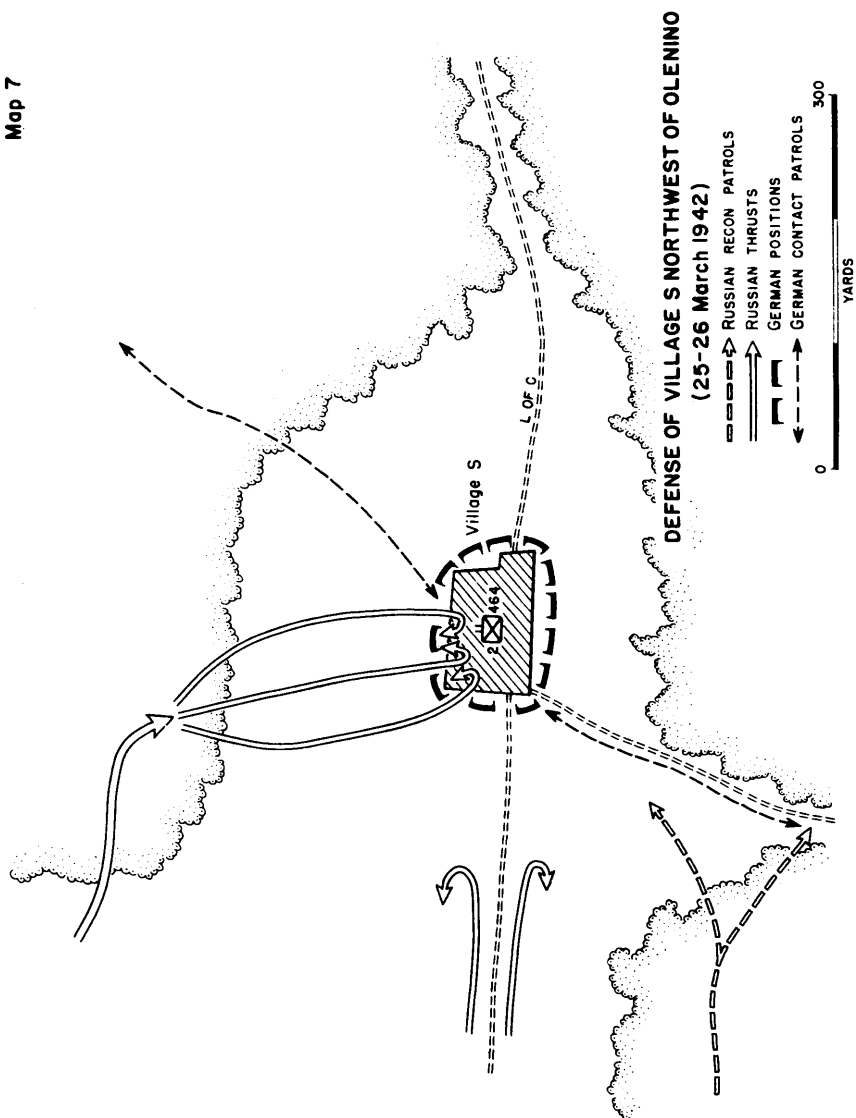 Map 7
Village S
2 464
L OF C
DEFENSE OF VILLAGE S NORTHWEST OF OLENINO
(25-26 March 1942)
RUSSIAN RECON PATROLS
RUSSIAN THRUSTS
GERMAN POSITIONS
GERMAN CONTACT PATROLS
0 300
YARDS